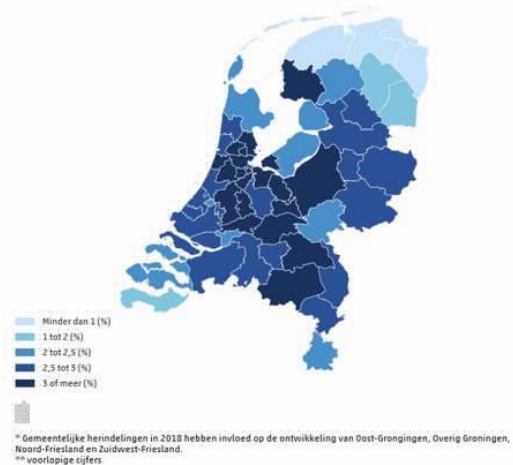 Minder dan 1 (%)
1 tot 2 (%)
2 tot 2,5 (%)
2,5 tot 3 (%)
3 of meer (%)
* Gemeentelijke herindelingen in 2018 hebben invloed op de ontwikkeling van Oost-Grongingen, Overig Groningen,
Noord-Friesland en Zuidwest-Friesland.
** voorlopige cijfers